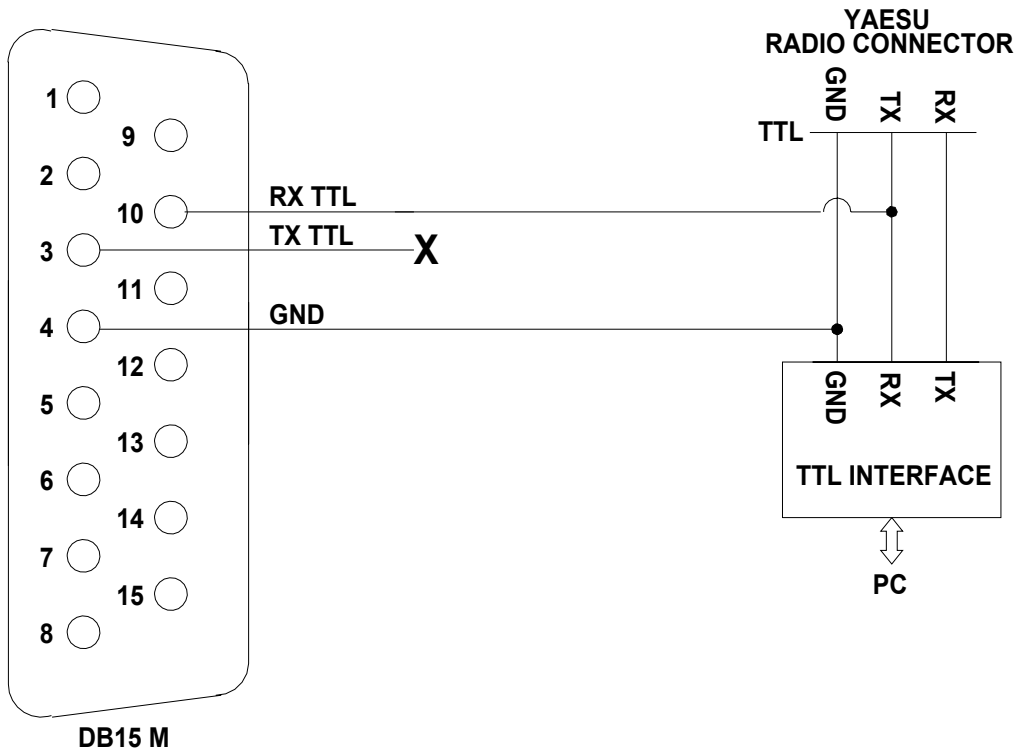 YAESU
RADIO CONNECTOR
GND TX RX
TTL
1
9
2
10 RX TTL
3 TX TTL X
11
4 GND
12
GND RX TX
5
13
6 TTL INTERFACE
14
7
PC
15
8
DB15 M